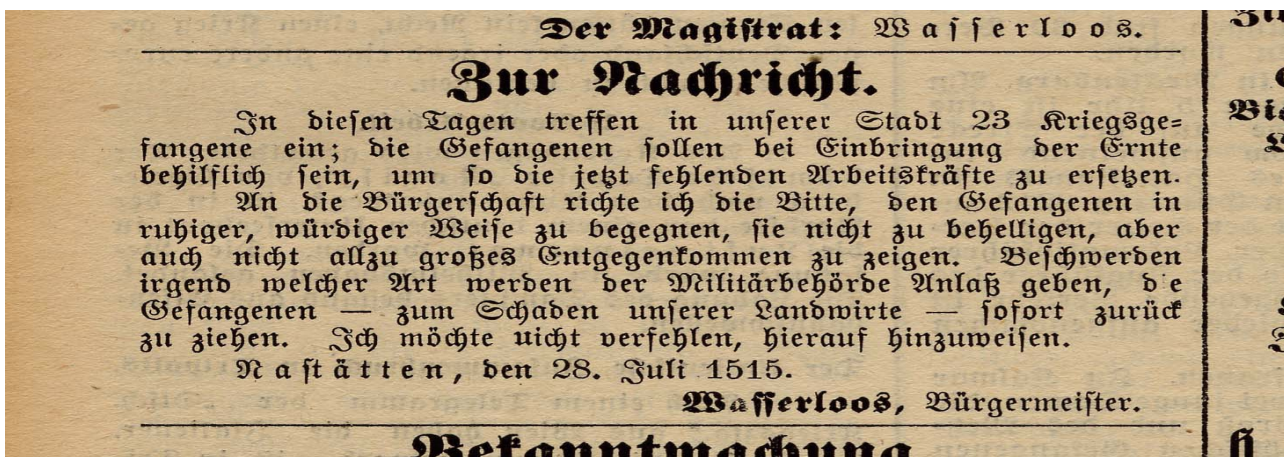 Der Magistrat: Wasserloos.
Zur Nachricht.
In diesen Tagen treffen in unserer Stadt 23 Kriegsge-
fangene ein; die Gefangenen sollen bei Einbringung der Ernte
behilflich sein, um so die jetzt fehlenden Arbeitskräfte zu ersetzen.
An die Bürgerschaft richte ich die Bitte, den Gefangenen in
ruhiger, würdiger Weise zu begegnen, sie nicht zu behelligen, aber
auch nicht allzu großes Entgegenkommen zu zeigen. Beschwerden
irgend welcher Art werden der Militärbehörde Anlaß geben, d e
Gefangenen — zum Schaden unserer Landwirte — sofort zurück
zu ziehen. Ich möchte uicht verfehlen, hierauf hinzuweisen.
Nastätten, den 28. Juli 1515.
Wasserloos, Bürgermeister.
Bekanntmachung